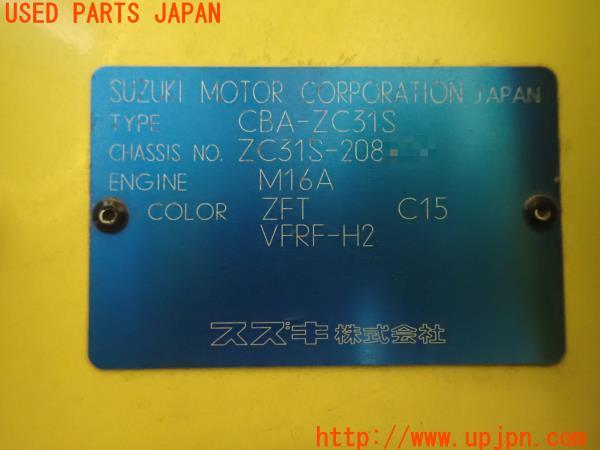 USED PARTS JAPAN
SUZUKI MOTOR CORPORATION JAPAN
TYPE CBA-ZC31S
CHASSIS NO. ZC31S-208
ENGINE M16A
COLOR ZFT C15
VFRF-H2
スズキ株式会社
UPJ
http://www.upjpn.com